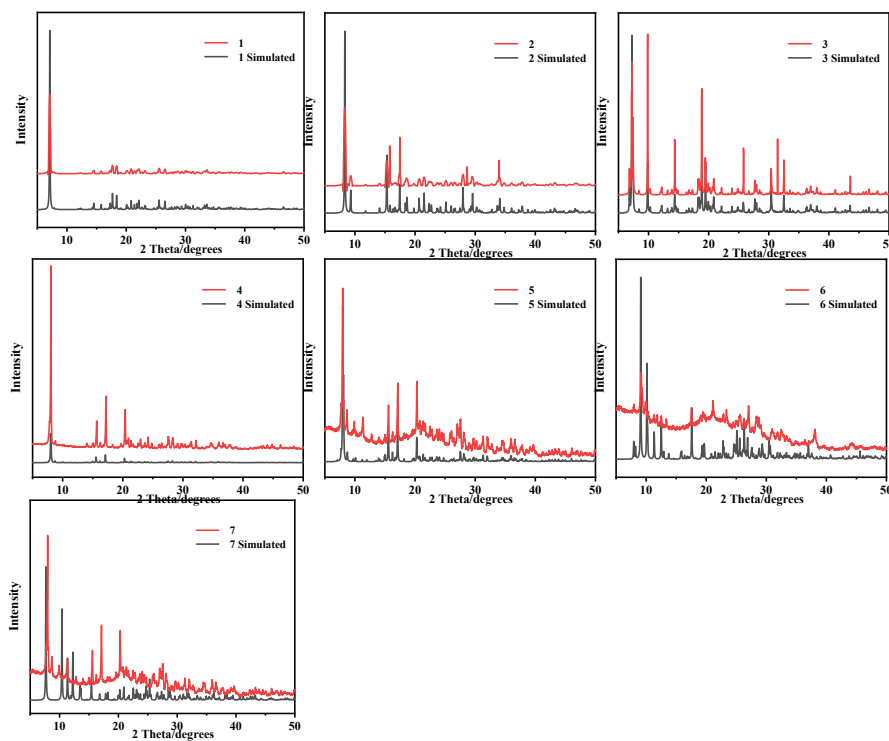 Intensity
1
1 Simulated
10 20 30 40 50
2 Theta/degrees
Intensity
2
2 Simulated
10 20 30 40 50
2 Theta/degrees
Intensity
3
3 Simulated
10 20 30 40 50
2 Theta/degrees
Intensity
4
4 Simulated
10 20 30 40 50
2 Theta/degrees
Intensity
5
5 Simulated
10 20 30 40 50
2 Theta/degrees
Intensity
6
6 Simulated
10 20 30 40 50
2 Theta/degrees
Intensity
7
7 Simulated
10 20 30 40 50
2 Theta/degrees